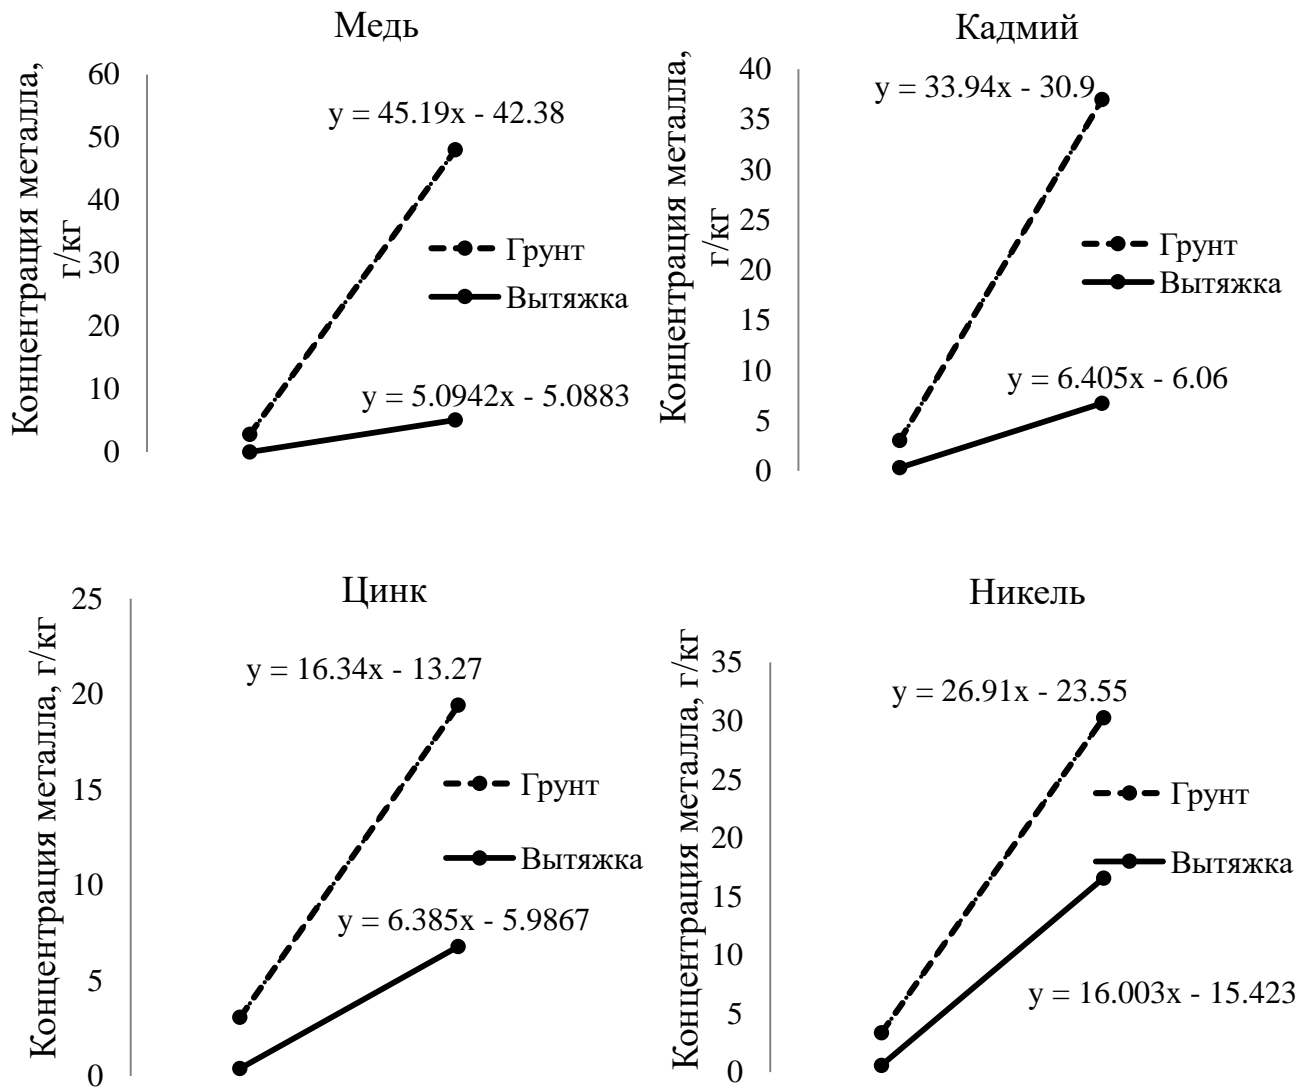 Медь
Концентрация металла,
г/кг
60
50
40
30
20
10
0
y = 45.19x - 42.38
Грунт
Вытяжка
y = 5.0942x - 5.0883
Кадмий
Концентрация металла,
г/кг
40
35
30
25
20
15
10
5
0
y = 33.94x - 30.9
Грунт
Вытяжка
y = 6.405x - 6.06
Цинк
Концентрация металла, г/кг
25
20
15
10
5
0
y = 16.34x - 13.27
Грунт
Вытяжка
y = 6.385x - 5.9867
Никель
Концентрация металла, г/кг
35
30
25
20
15
10
5
0
y = 26.91x - 23.55
Грунт
Вытяжка
y = 16.003x - 15.423